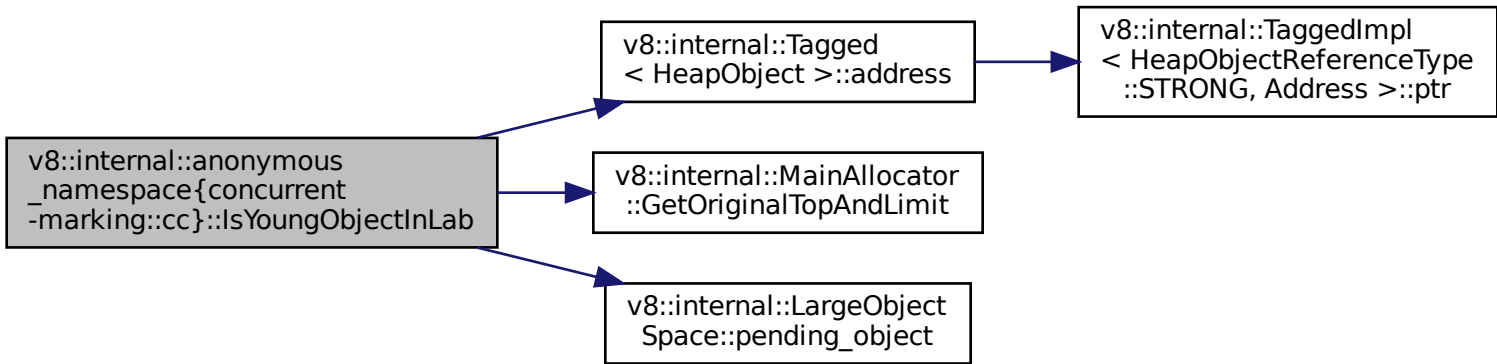 v8::internal::anonymous
_namespace{concurrent
-marking::cc}::IsYoungObjectInLab
v8::internal::Tagged
< HeapObject >::address
v8::internal::TaggedImpl
< HeapObjectReferenceType
::STRONG, Address >::ptr
v8::internal::MainAllocator
::GetOriginalTopAndLimit
v8::internal::LargeObject
Space::pending_object